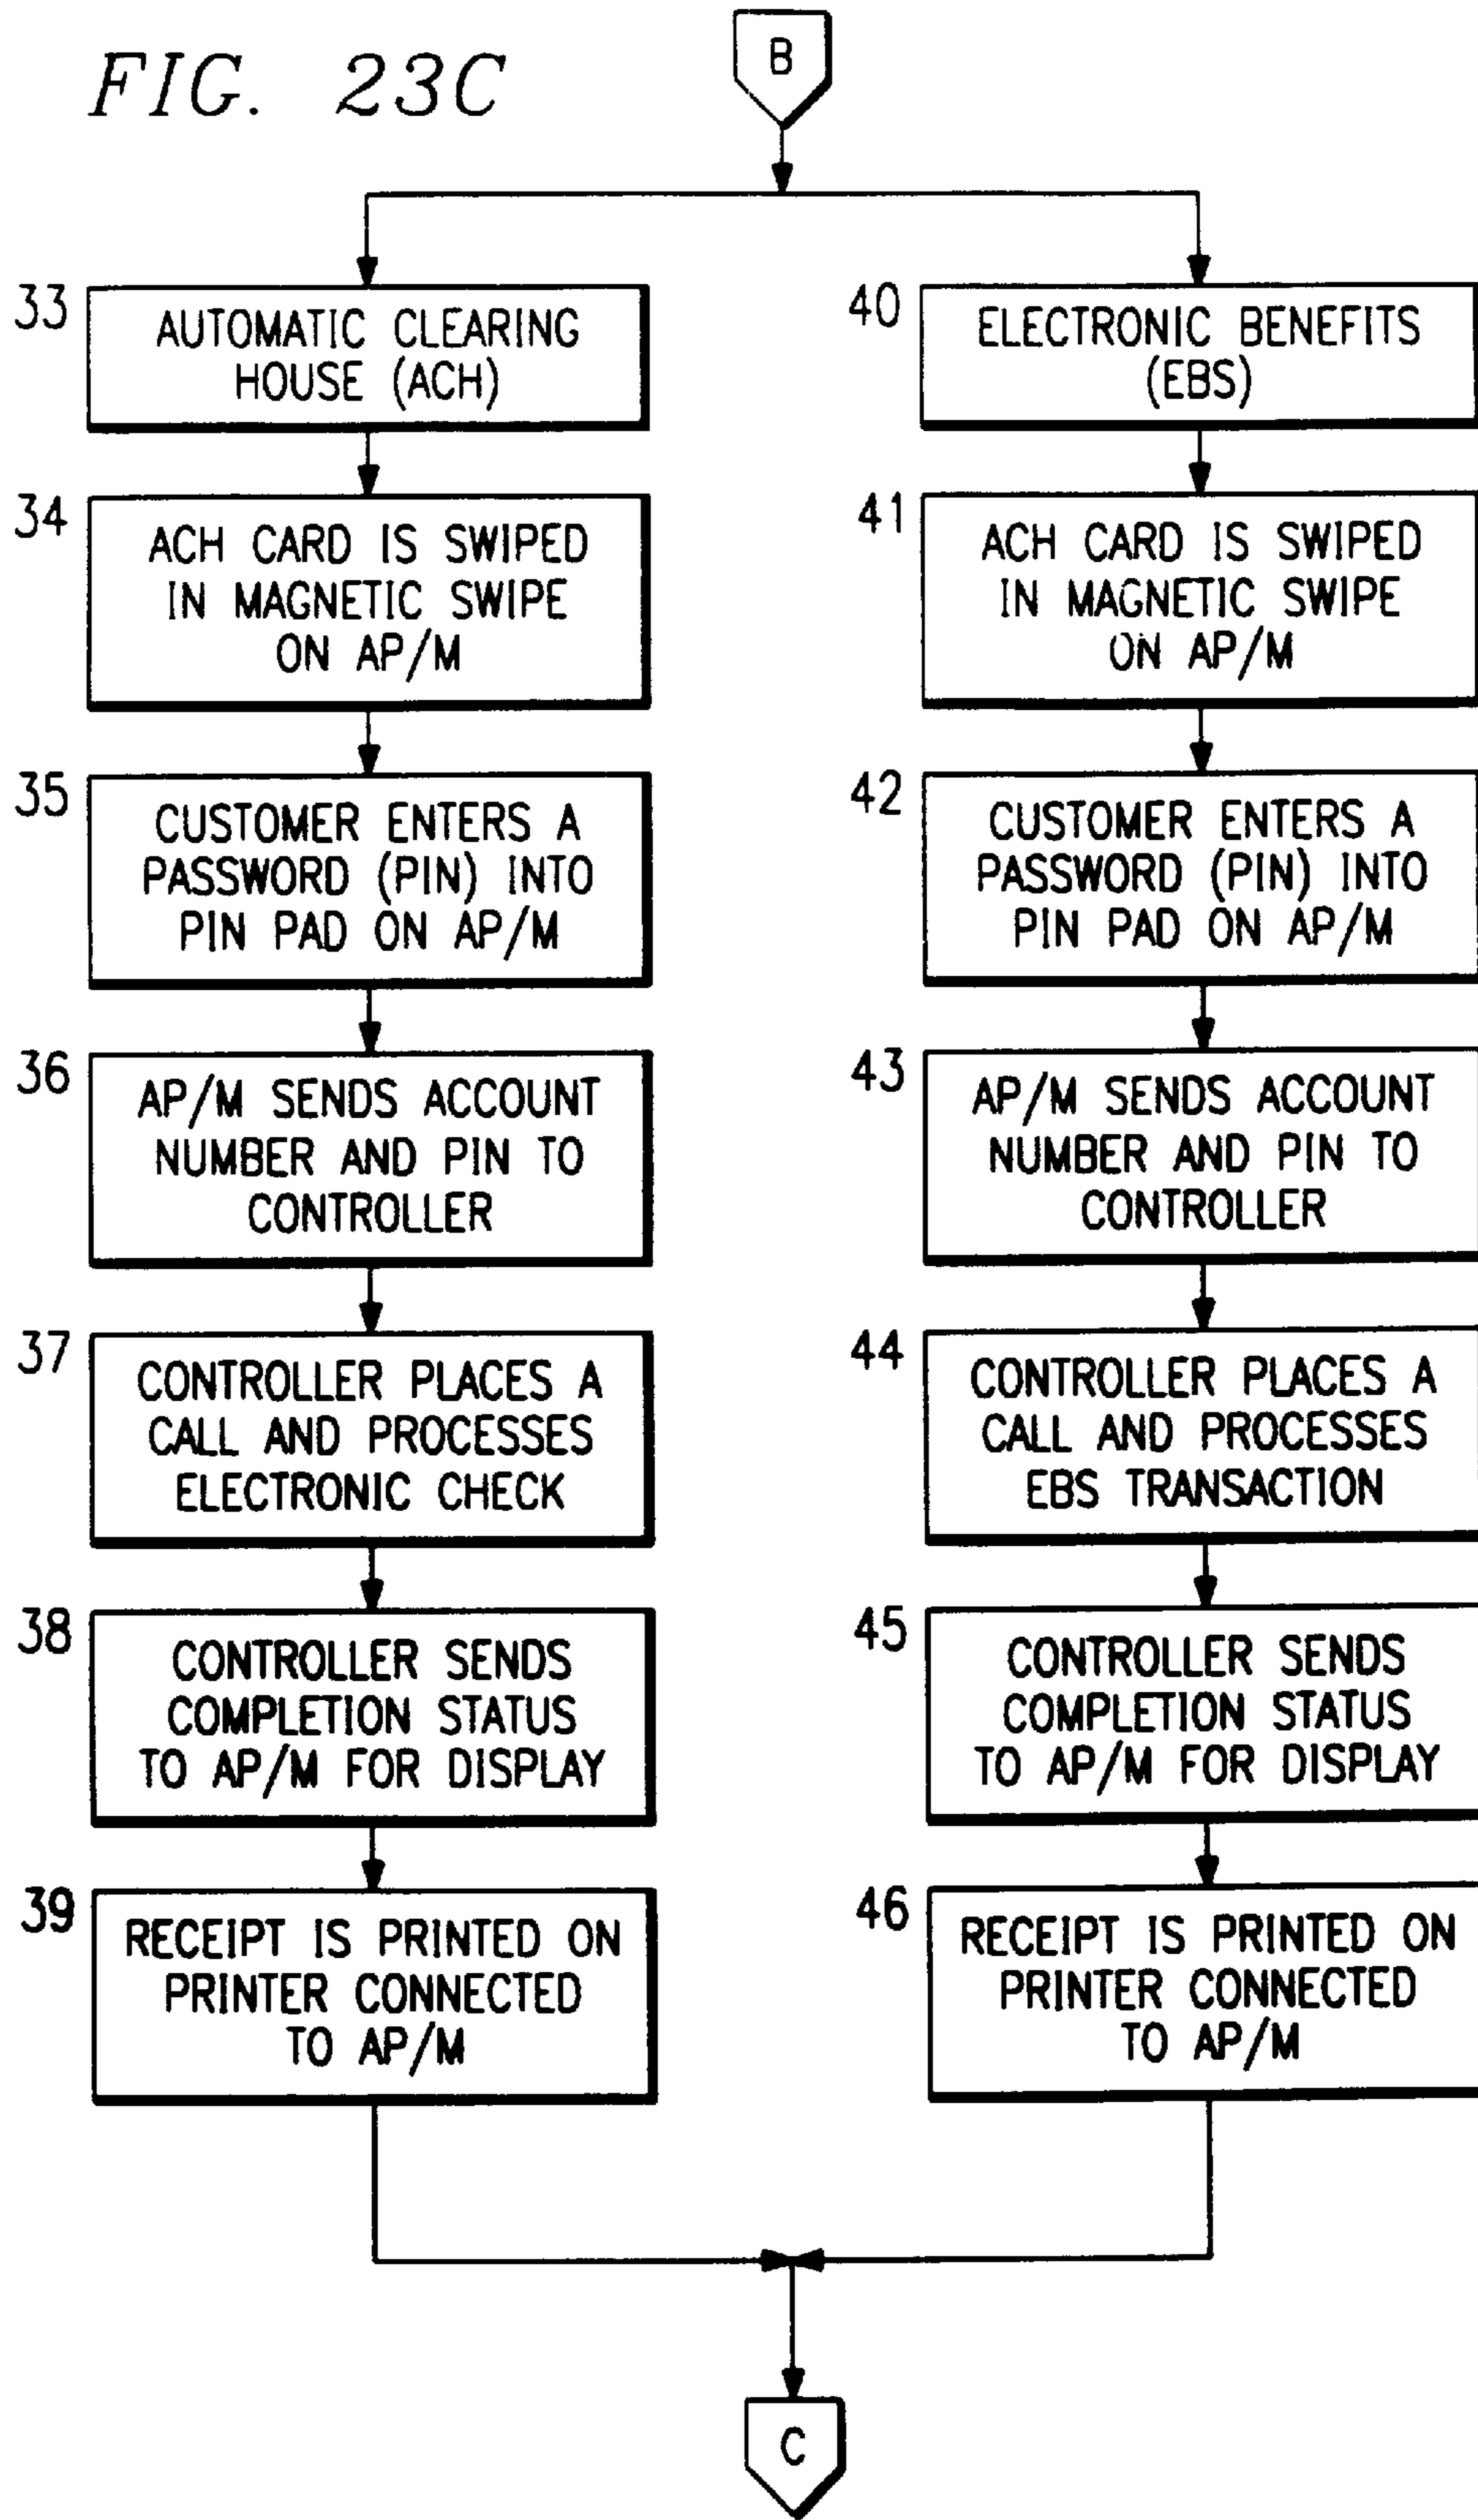 FIG. 23C
B
33
AUTOMATIC CLEARING
HOUSE (ACH)
34
ACH CARD IS SWIPED
IN MAGNETIC SWIPE
ON AP/M
35
CUSTOMER ENTERS A
PASSWORD (PIN) INTO
PIN PAD ON AP/M
36
AP/M SENDS ACCOUNT
NUMBER AND PIN TO
CONTROLLER
37
CONTROLLER PLACES A
CALL AND PROCESSES
ELECTRONIC CHECK
38
CONTROLLER SENDS
COMPLETION STATUS
TO AP/M FOR DISPLAY
39
RECEIPT IS PRINTED ON
PRINTER CONNECTED
TO AP/M
40
ELECTRONIC BENEFITS
(EBS)
41
ACH CARD IS SWIPED
IN MAGNETIC SWIPE
ON AP/M
42
CUSTOMER ENTERS A
PASSWORD (PIN) INTO
PIN PAD ON AP/M
43
AP/M SENDS ACCOUNT
NUMBER AND PIN TO
CONTROLLER
44
CONTROLLER PLACES A
CALL AND PROCESSES
EBS TRANSACTION
45
CONTROLLER SENDS
COMPLETION STATUS
TO AP/M FOR DISPLAY
46
RECEIPT IS PRINTED ON
PRINTER CONNECTED
TO AP/M
C